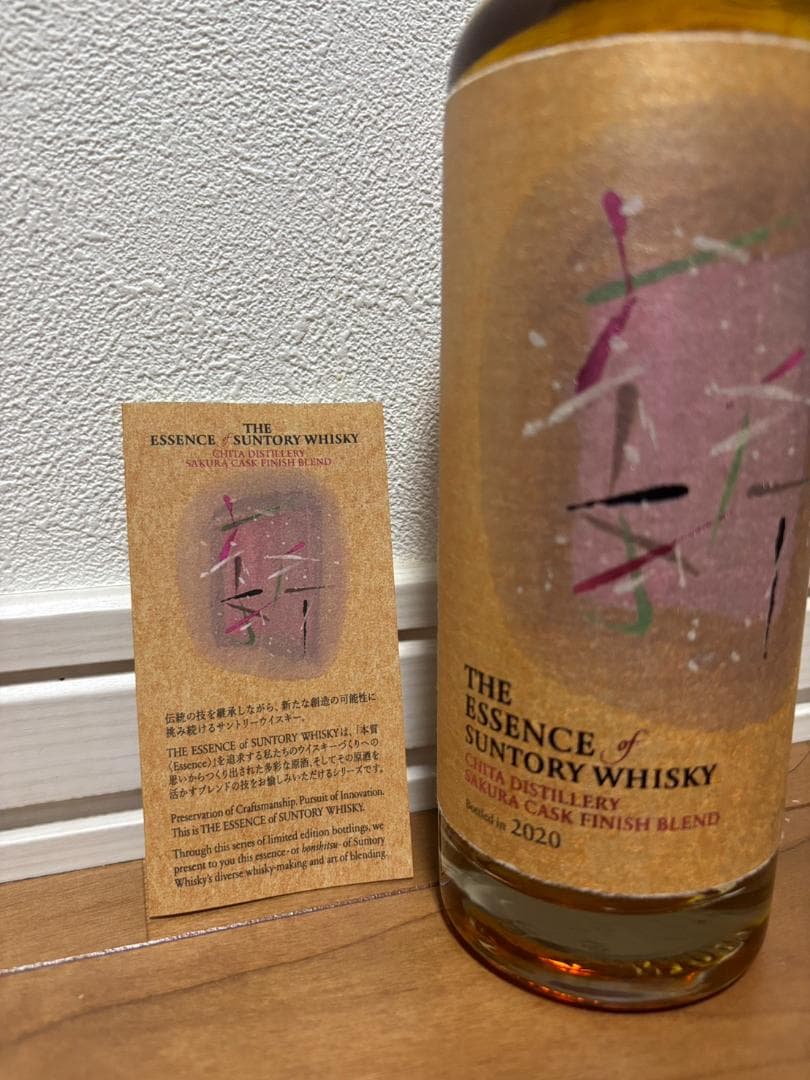 THE
ESSENCE of SUNTORY WHISKY
CHITA DISTILLERY
SAKURA CASK FINISH BLEND
伝統の技を継承しながら、新たな創造の可能性に
挑み続けるサントリーウイスキー。
THE ESSENCE of SUNTORY WHISKYは、「本質
(Essence)」を追求する私たちのウイスキーづくりへの
思いからつくり出された多彩な原酒、そしてその原酒を
活かすブレンドの技をお愉しみいただけるシリーズです。
Preservation of Craftsmanship. Pursuit of Innovation.
This is THE ESSENCE of SUNTORY WHISKY.
Through this series of limited edition bottlings, we
present to you this essence- or honshitsu- of Suntory
Whisky's diverse whisky-making and art of blending.
THE
ESSENCE of
SUNTORY WHISKY
CHITA DISTILLERY
SAKURA CASK FINISH BLEND
Bottled in 2020